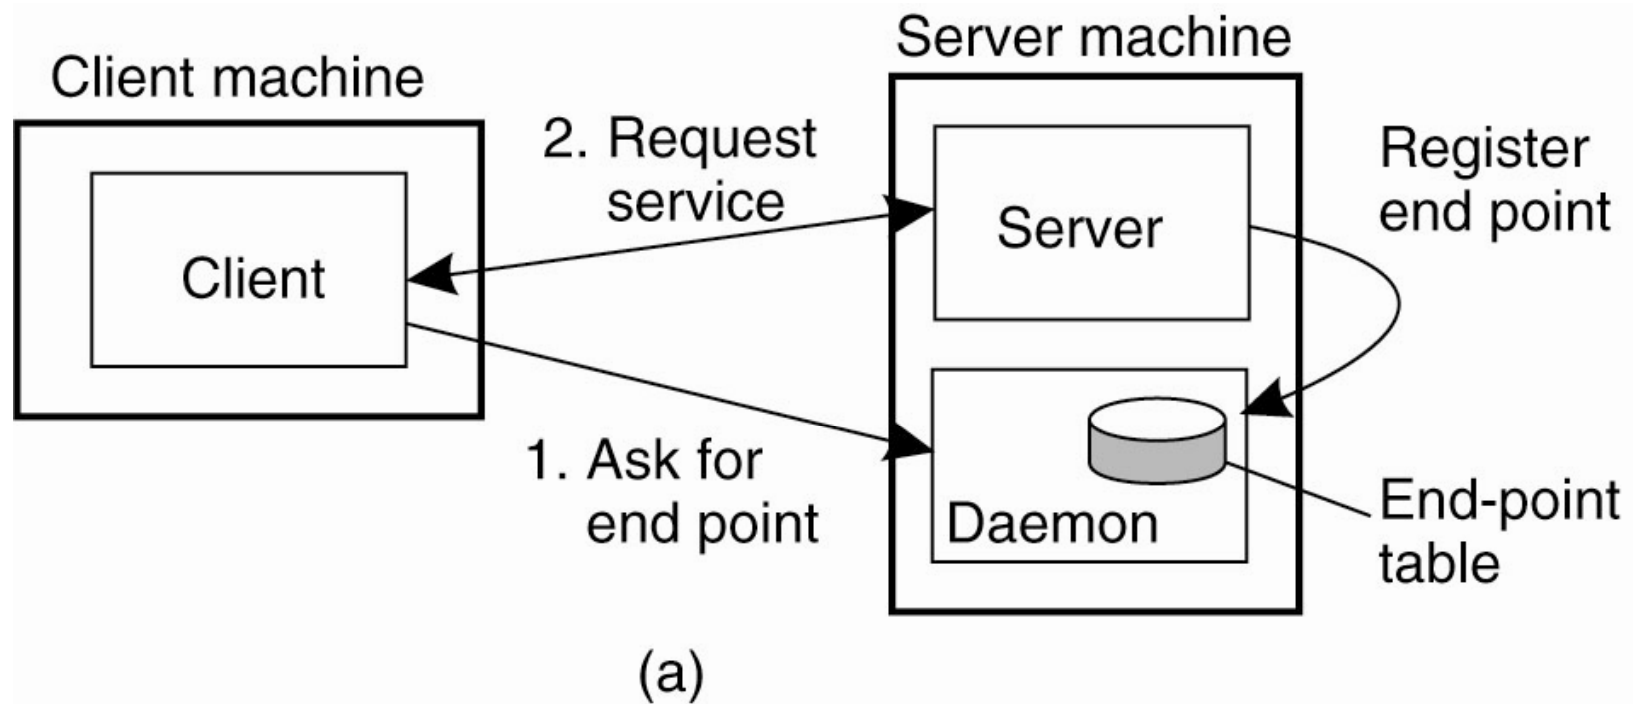 Client machine
Server machine
2. Request
service
Register
end point
Client
Server
1. Ask for
end point
Daemon
End-point
table
(a)